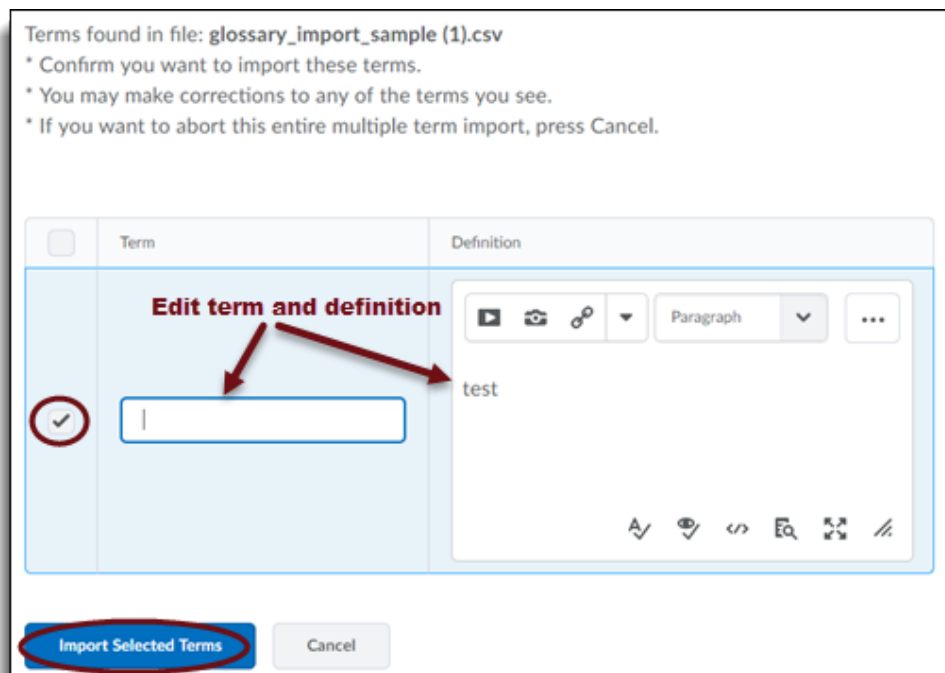 Terms found in file: glossary_import_sample (1).csv
* Confirm you want to import these terms.
* You may make corrections to any of the terms you see.
* If you want to abort this entire multiple term import, press Cancel.
Term
Definition
Edit term and definition
Paragraph
test
Import Selected Terms
Cancel